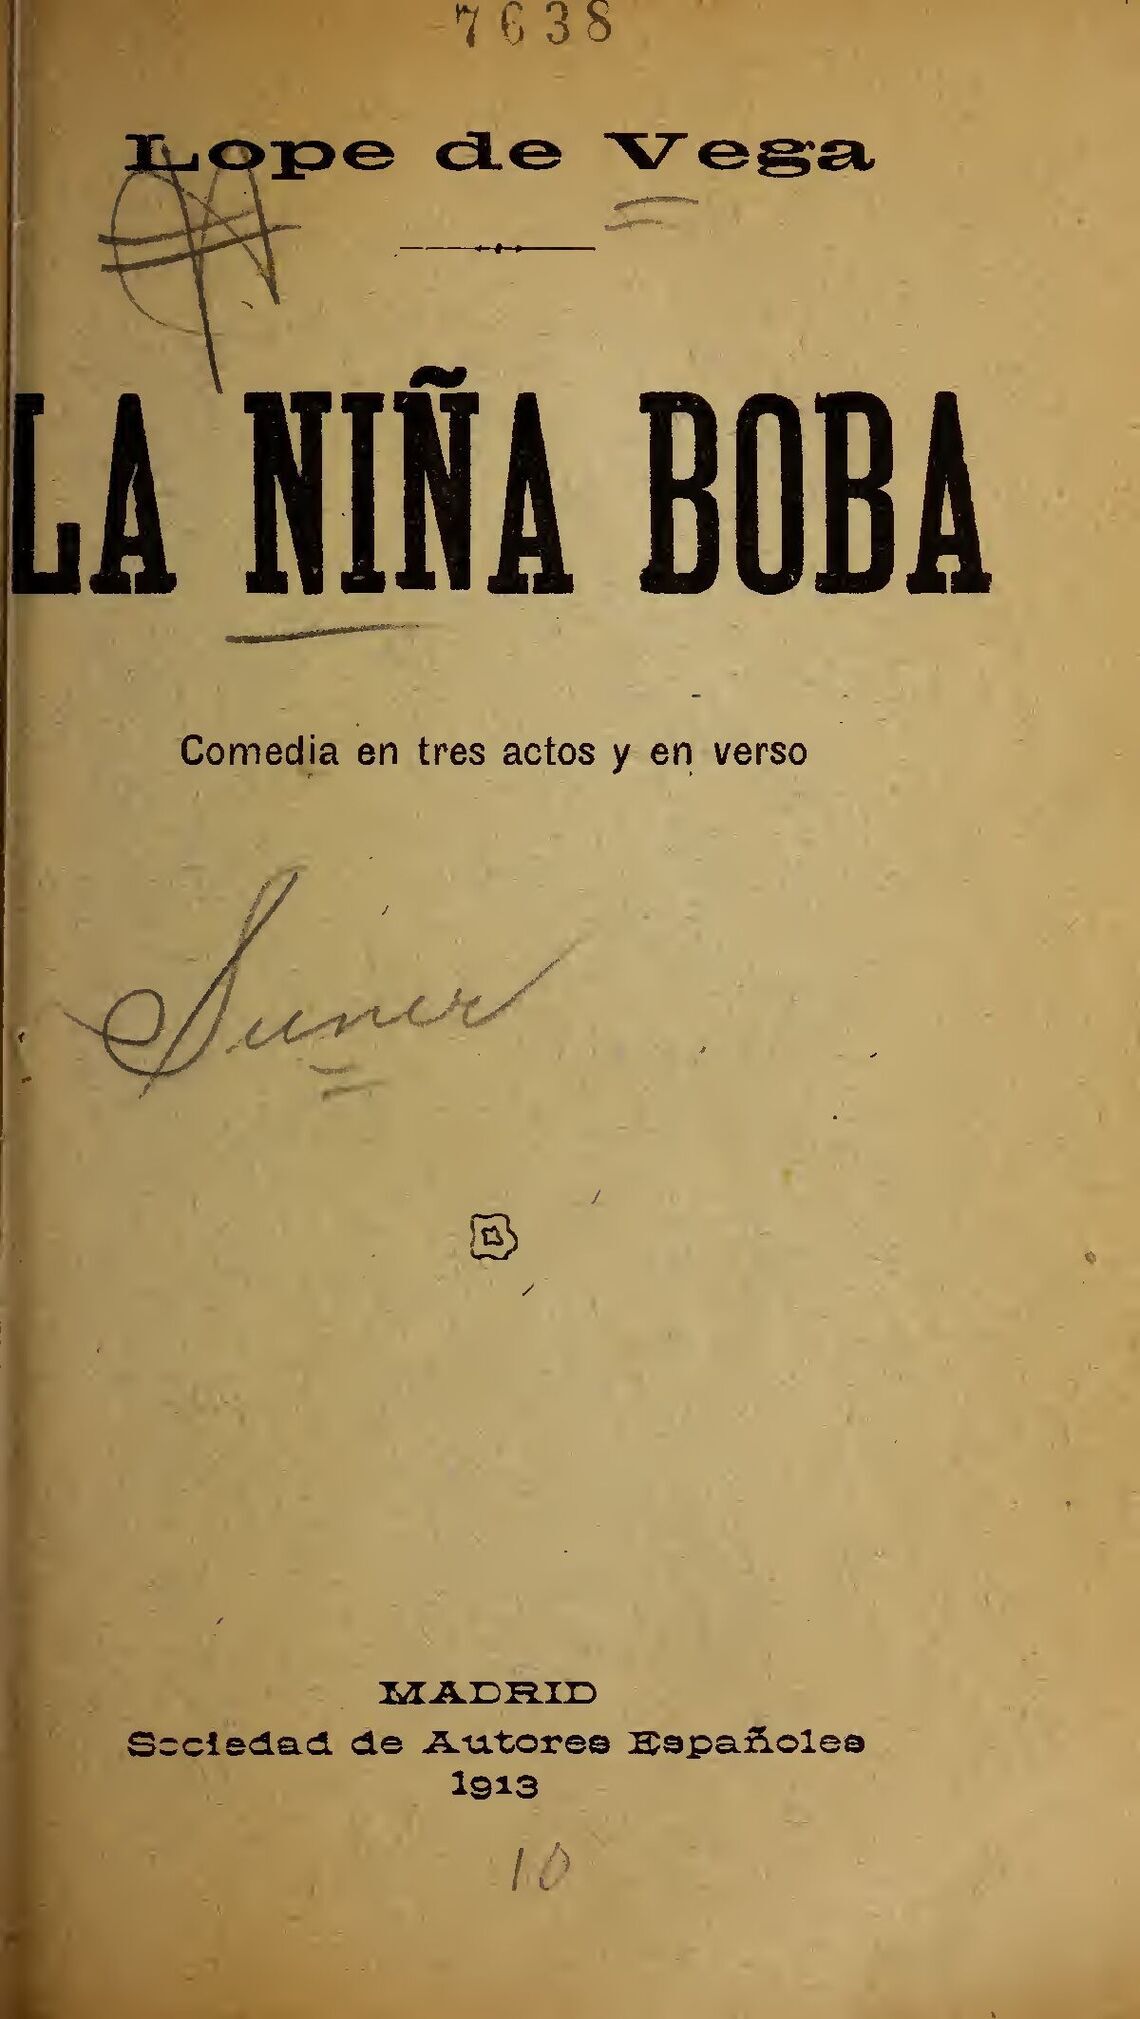 7638
Lope de Vega
LA NIÑA BOBA
Comedia en tres actos y en verso
Suner
MADRID
Sociedad de Autores Españoles
1913
10